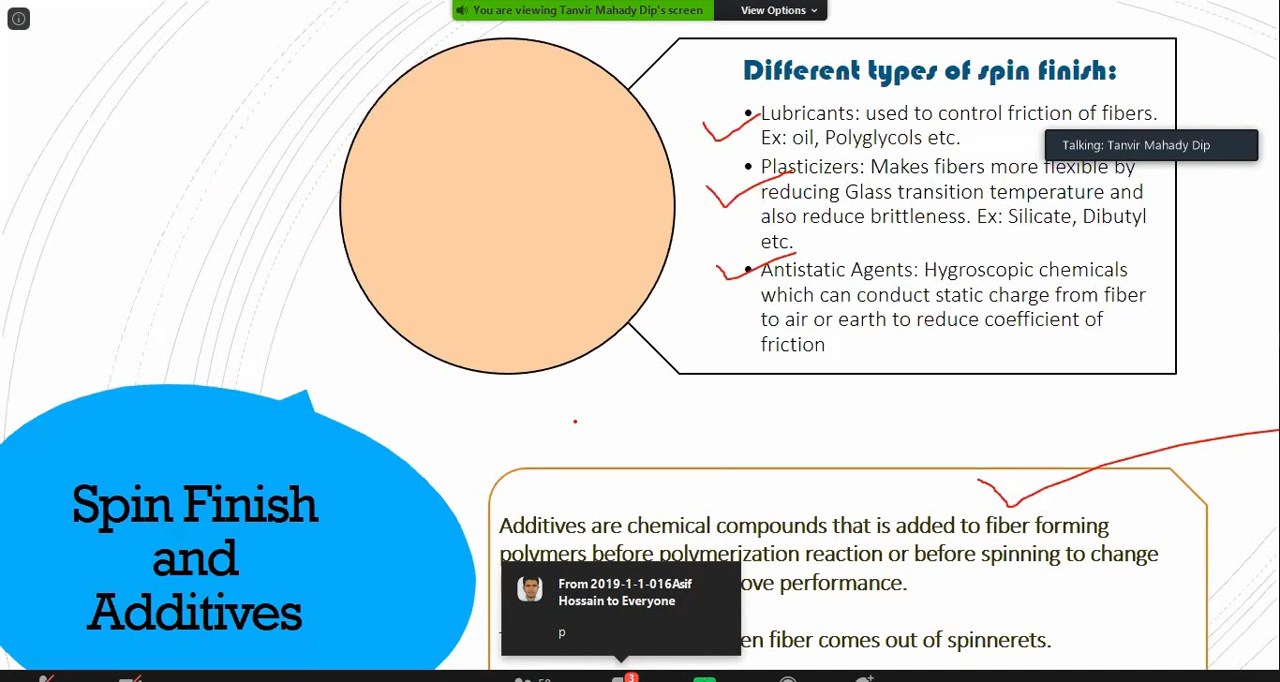 You are viewing Tanvir Mahady Dip's screen
View Options
Different types of spin finish:
• Lubricants: used to control friction of fibers.
Ex: oil, Polyglycols etc.
Talking: Tanvir Mahady Dip
• Plasticizers: Makes fibers more flexible by
reducing Glass transition temperature and
also reduce brittleness. Ex: Silicate, Dibutyl
etc.
• Antistatic Agents: Hygroscopic chemicals
which can conduct static charge from fiber
to air or earth to reduce coefficient of
friction
Spin Finish
and
Additives
Additives are chemical compounds that is added to fiber forming
polymers before polymerization reaction or before spinning to change
ove performance.
From 2019-1-1-016Asif
Hossain to Everyone
p
en fiber comes out of spinnerets.
3